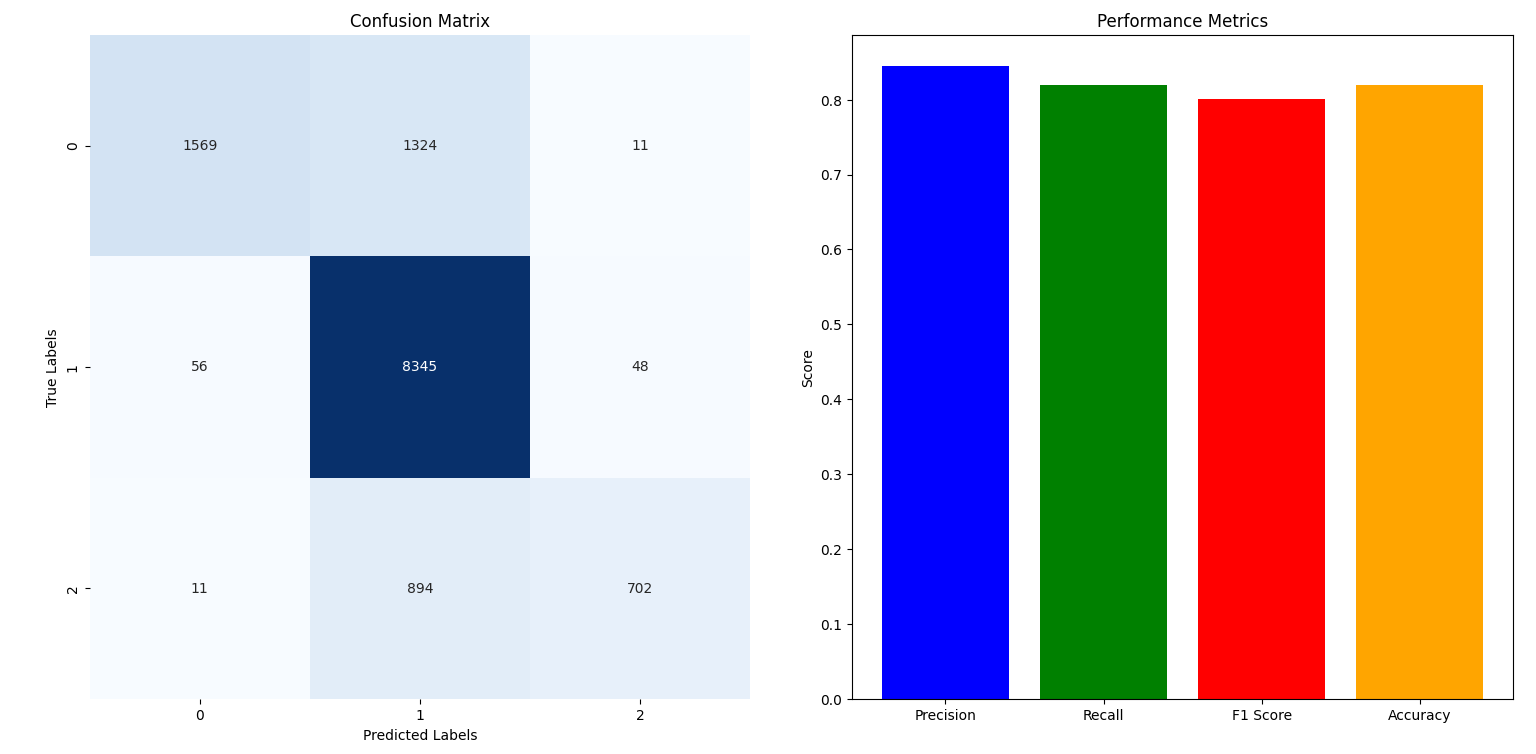 Confusion Matrix
1569 1324 11
56 8345 48
11 894 702
0
1
2
True Labels
0 1 2
Predicted Labels
Performance Metrics
0.8
0.7
0.6
0.5
0.4
0.3
0.2
0.1
0.0
Score
Precision Recall F1 Score Accuracy